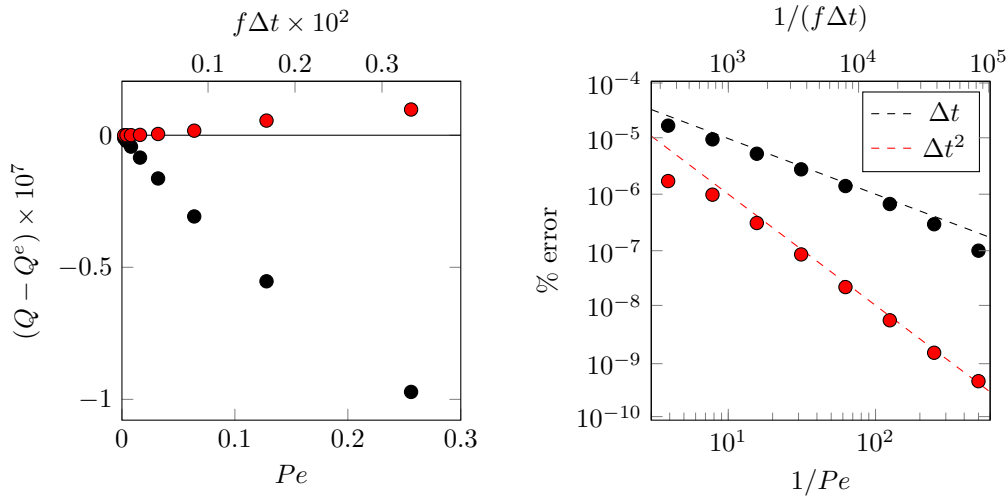 fΔt × 10²
0.1 0.2 0.3
0
−0.5
−1
(Q − Qᵉ) × 10⁷
0 0.1 0.2 0.3
Pe
1/(fΔt)
10³ 10⁴ 10⁵
10⁻⁴
10⁻⁵
10⁻⁶
10⁻⁷
10⁻⁸
10⁻⁹
10⁻¹⁰
% error
Δt
Δt²
10¹ 10²
1/Pe